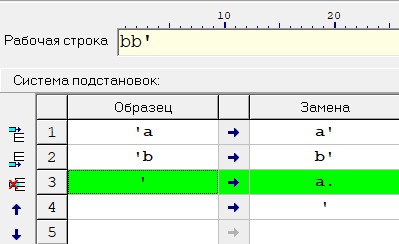 10 20
Рабочая строка bb'
Система подстановок:
Образец Замена
1 'a → a'
2 'b → b'
3 ' → a.
4 → '
5 →